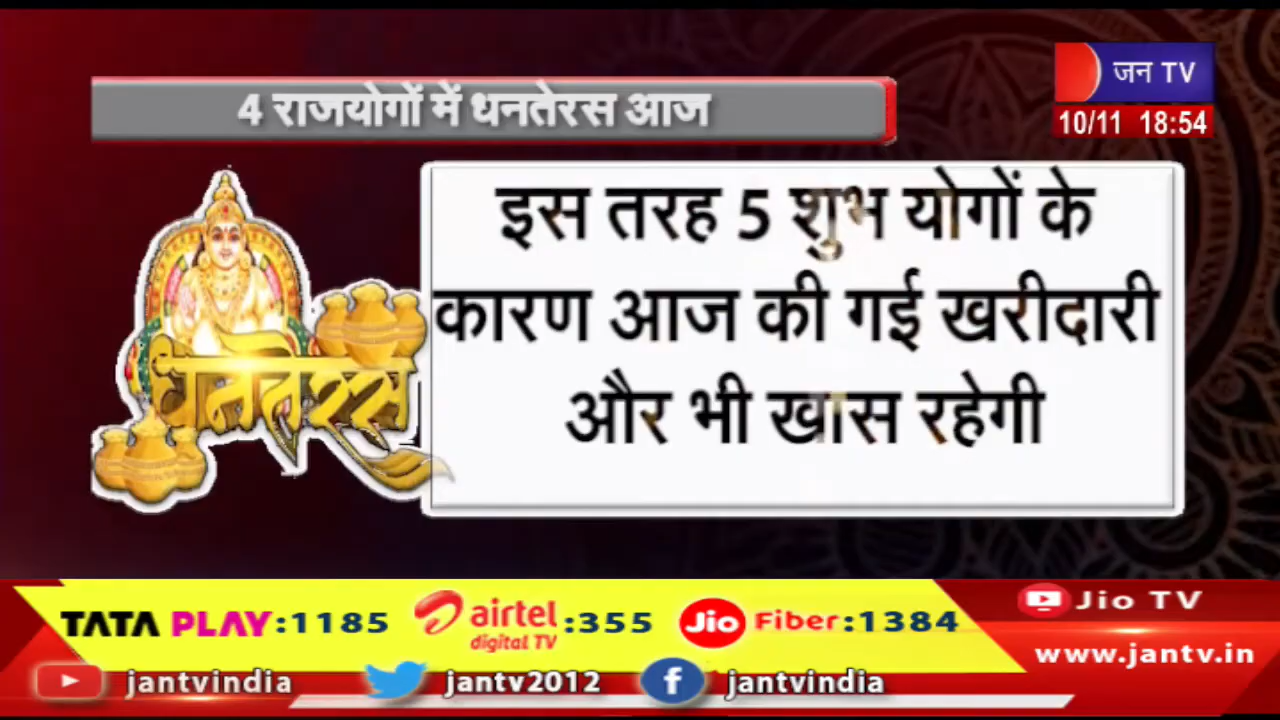 4 राजयोगों में धनतेरस आज
जन TV
10/11 18:54
इस तरह 5 शुभ योगों के
कारण आज की गई खरीदारी
और भी खास रहेगी
धनतेरस
TATA PLAY:1185
airtel
digital TV
:355
Jio Fiber:1384
Jio TV
www.jantv.in
jantvindia
jantv2012
f jantvindia